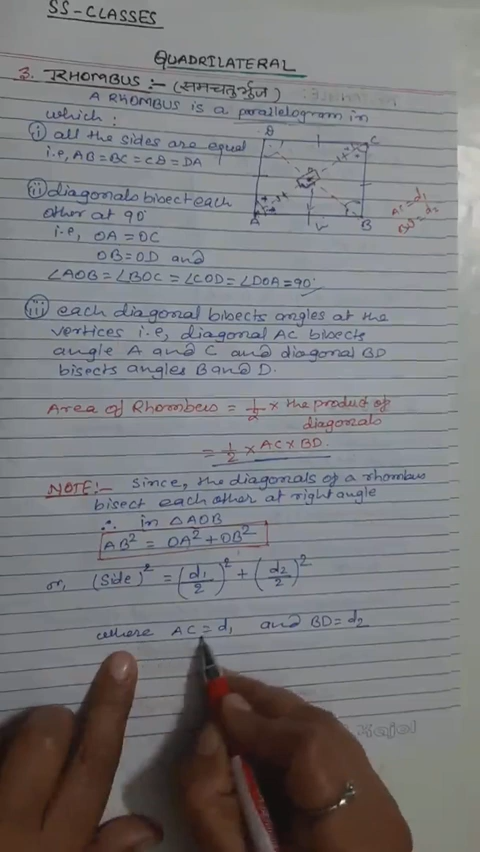 SS-CLASSES
QUADRILATERAL
3. RHOMBUS:- (समचतुर्भुज)
A RHOMBUS is a parallelogram in
which:
(i) all the sides are equal
i.e, AB=BC=CD=DA
D
C
A
B
AC=d1
BD=d2
(ii) diagonals bisect each
other at 90°
i.e, OA=OC
OB=OD and
∠AOB=∠BOC=∠COD=∠DOA=90°
(iii) each diagonal bisects angles at the
vertices i.e, diagonal AC bisects
angle A and C and diagonal BD
bisects angles B and D.
Area of Rhombus = 1/2 × the product of
diagonals
= 1/2 × AC × BD.
NOTE:- Since, the diagonals of a rhombus
bisect each other at right angle
∴ in △AOB
AB² = OA² + OB²
or, (Side)² = (d1/2)² + (d2/2)²
where AC = d1 and BD = d2
Kajal